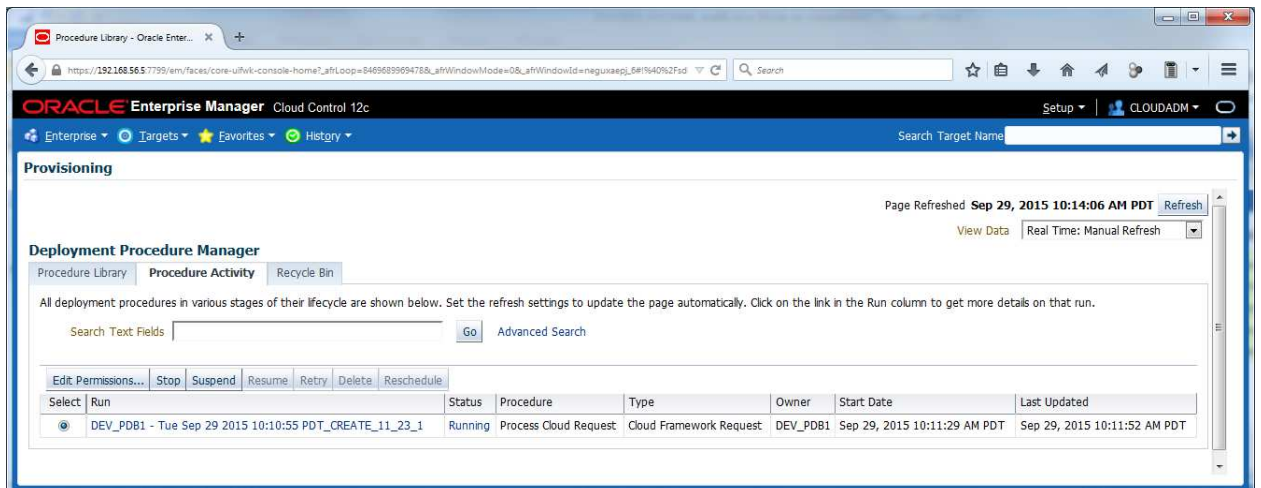 Procedure Library - Oracle Enter...
https://192.168.56.5:7799/em/faces/core-uifwk-console-home?_afrLoop=8469689969478&_afrWindowMode=0&_afrWindowId=neguxaepj_6#!%40%2Fsd
Search
ORACLE Enterprise Manager Cloud Control 12c
Setup
CLOUDADM
Enterprise Targets Favorites History
Search Target Name
Provisioning
Page Refreshed Sep 29, 2015 10:14:06 AM PDT Refresh
View Data Real Time: Manual Refresh
Deployment Procedure Manager
Procedure Library Procedure Activity Recycle Bin
All deployment procedures in various stages of their lifecycle are shown below. Set the refresh settings to update the page automatically. Click on the link in the Run column to get more details on that run.
Search Text Fields Go Advanced Search
Edit Permissions... Stop Suspend Resume Retry Delete Reschedule
Select Run Status Procedure Type Owner Start Date Last Updated
DEV_PDB1 - Tue Sep 29 2015 10:10:55 PDT_CREATE_11_23_1 Running Process Cloud Request Cloud Framework Request DEV_PDB1 Sep 29, 2015 10:11:29 AM PDT Sep 29, 2015 10:11:52 AM PDT